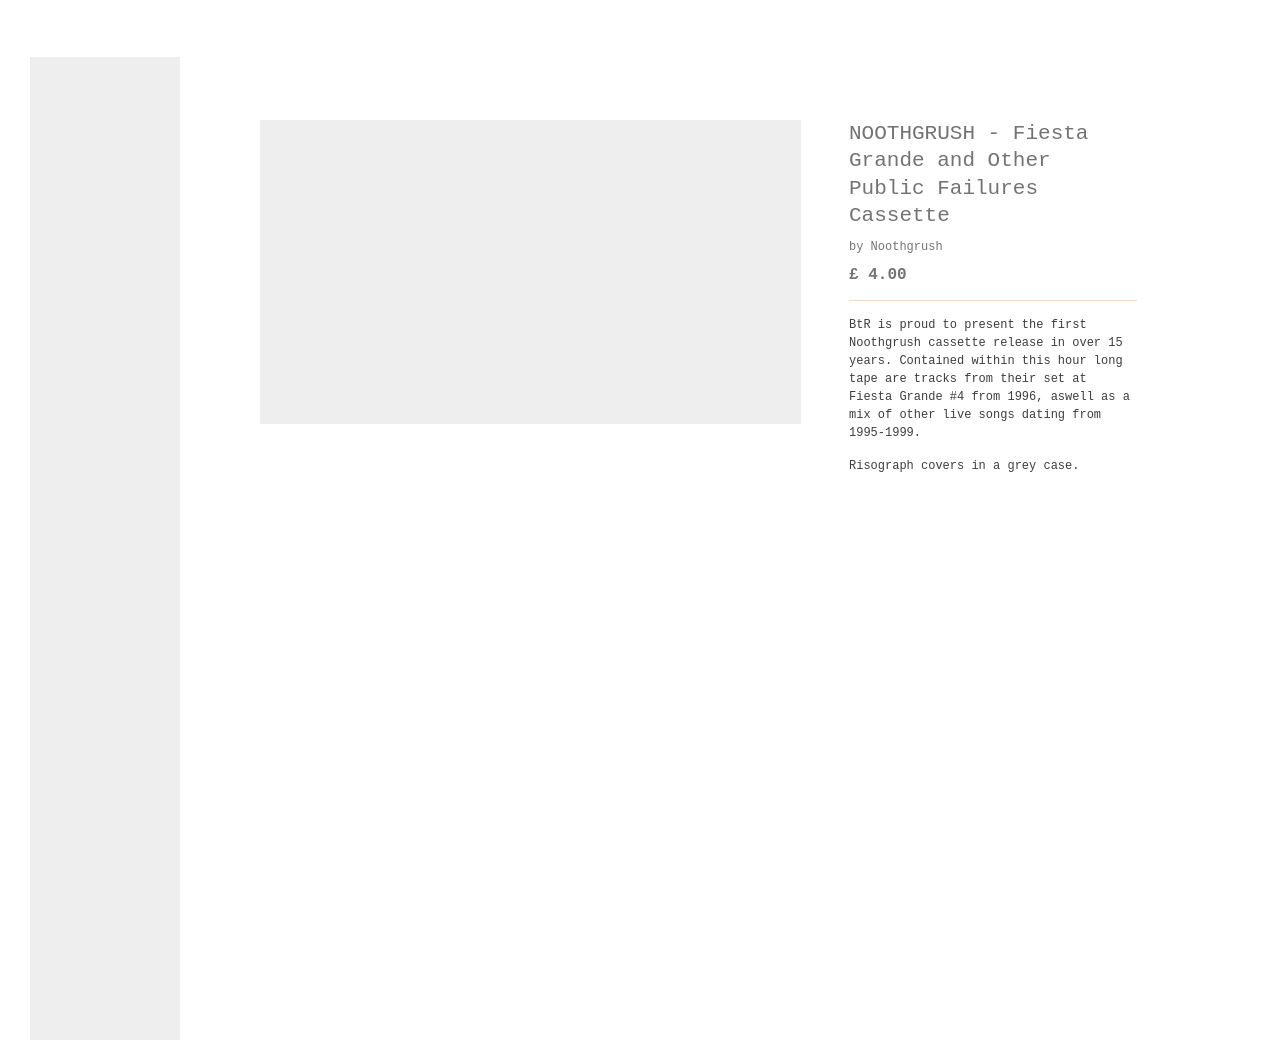 NOOTHGRUSH - Fiesta
Grande and Other
Public Failures
Cassette
by Noothgrush
£ 4.00
BtR is proud to present the first
Noothgrush cassette release in over 15
years. Contained within this hour long
tape are tracks from their set at
Fiesta Grande #4 from 1996, aswell as a
mix of other live songs dating from
1995-1999.
Risograph covers in a grey case.